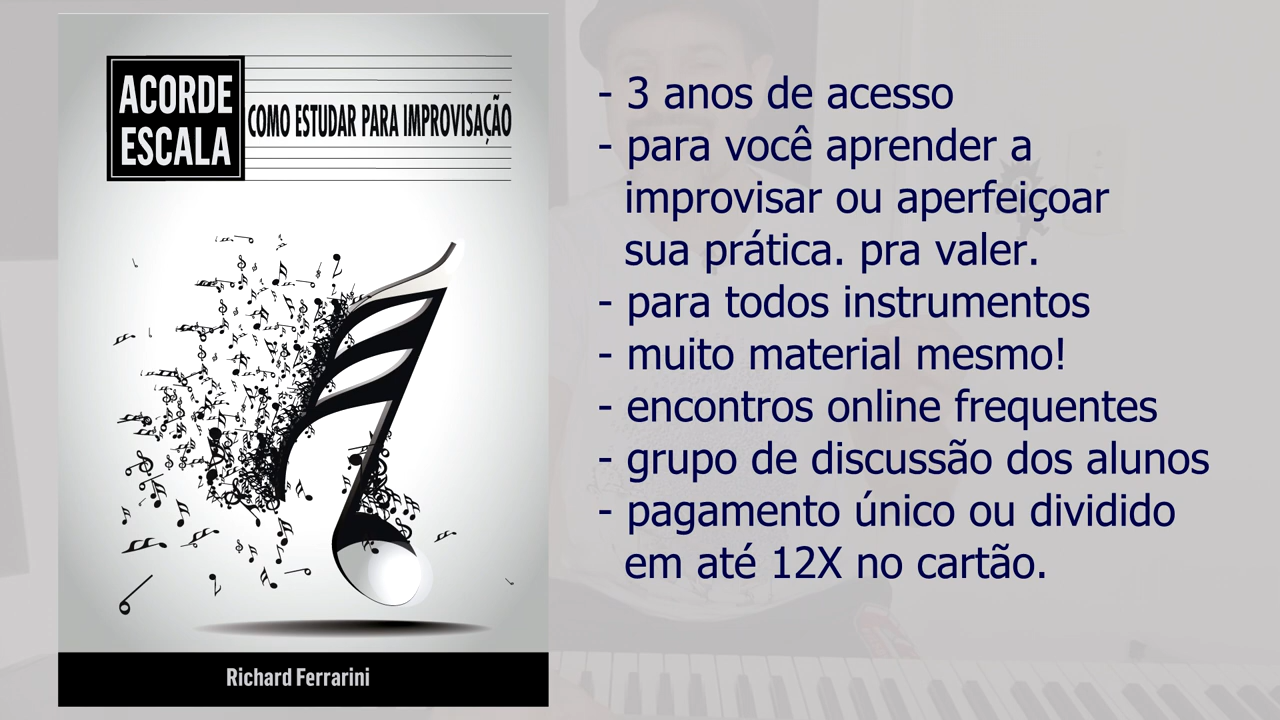 ACORDE
ESCALA
COMO ESTUDAR PARA IMPROVISAÇÃO
Richard Ferrarini
- 3 anos de acesso
- para você aprender a
improvisar ou aperfeiçoar
sua prática. pra valer.
- para todos instrumentos
- muito material mesmo!
- encontros online frequentes
- grupo de discussão dos alunos
- pagamento único ou dividido
em até 12X no cartão.